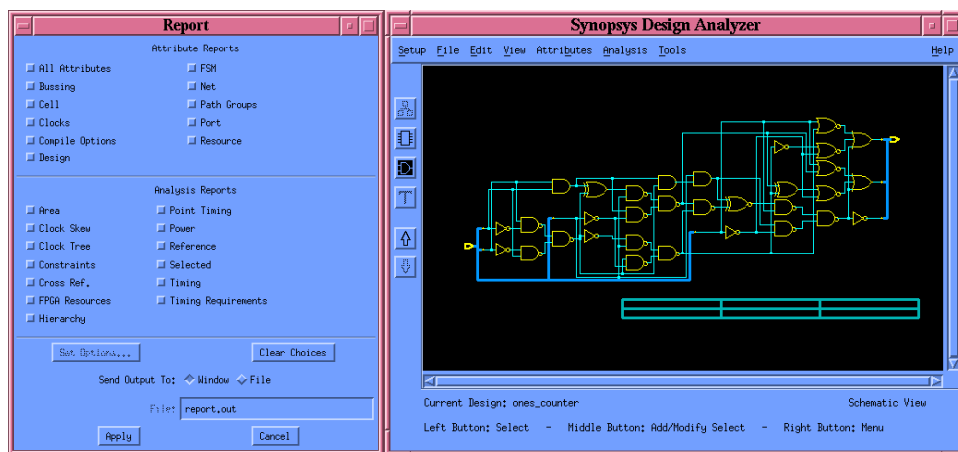 Report
Attribute Reports
All Attributes
FSM
Bussing
Net
Cell
Path Groups
Clocks
Port
Compile Options
Resource
Design
Analysis Reports
Area
Point Timing
Clock Skew
Power
Clock Tree
Reference
Constraints
Selected
Cross Ref.
Timing
FPGA Resources
Timing Requirements
Hierarchy
Set Options...
Clear Choices
Send Output To: Window File
File: report.out
Apply Cancel
Synopsys Design Analyzer
Setup File Edit View Attributes Analysis Tools Help
Current Design: ones_counter Schematic View
Left Button: Select - Middle Button: Add/Modify Select - Right Button: Menu